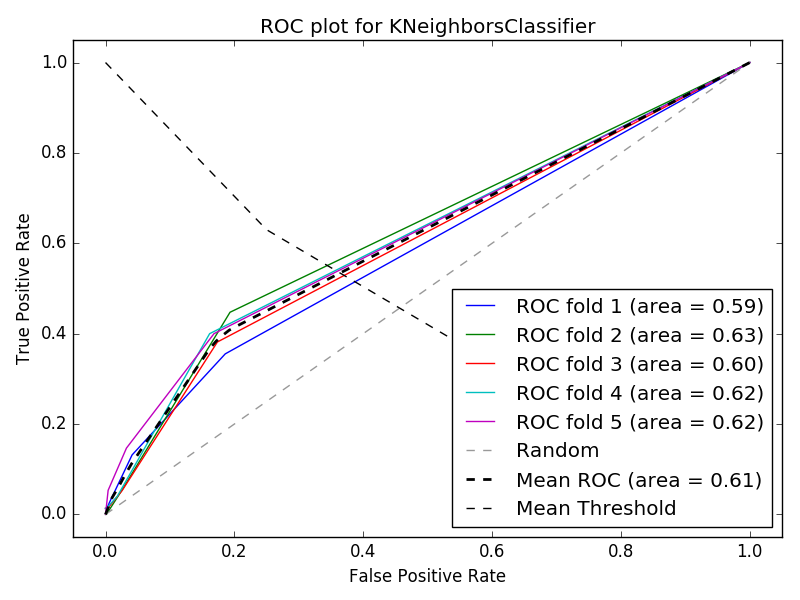 ROC plot for KNeighborsClassifier
True Positive Rate
1.0
0.8
0.6
0.4
0.2
0.0
ROC fold 1 (area = 0.59)
ROC fold 2 (area = 0.63)
ROC fold 3 (area = 0.60)
ROC fold 4 (area = 0.62)
ROC fold 5 (area = 0.62)
Random
Mean ROC (area = 0.61)
Mean Threshold
0.0 0.2 0.4 0.6 0.8 1.0
False Positive Rate